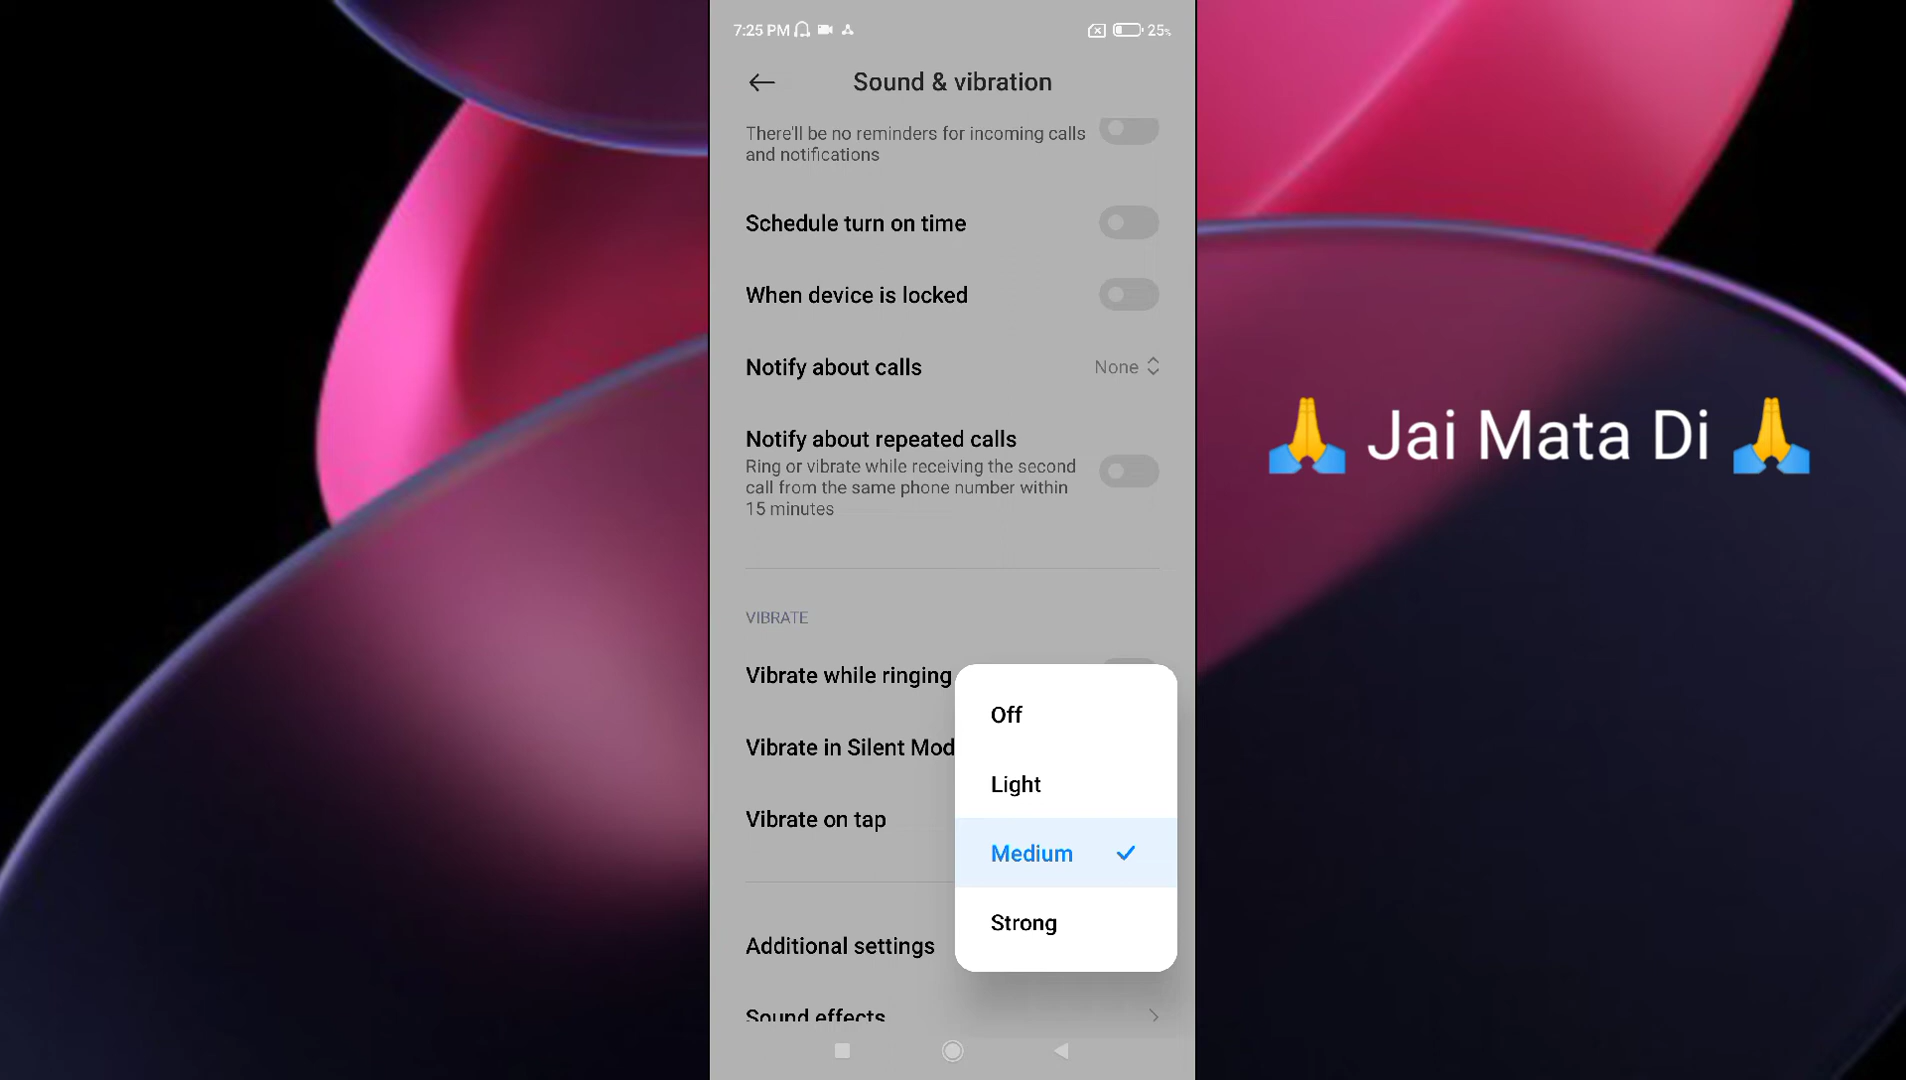 7:25 PM 25%
Sound & vibration
There'll be no reminders for incoming calls
and notifications
Schedule turn on time
When device is locked
Notify about calls None
Notify about repeated calls
Ring or vibrate while receiving the second
call from the same phone number within
15 minutes
VIBRATE
Vibrate while ringing
Vibrate in Silent Mod
Vibrate on tap
Off
Light
Medium
Strong
Additional settings
Sound effects
🙏 Jai Mata Di 🙏